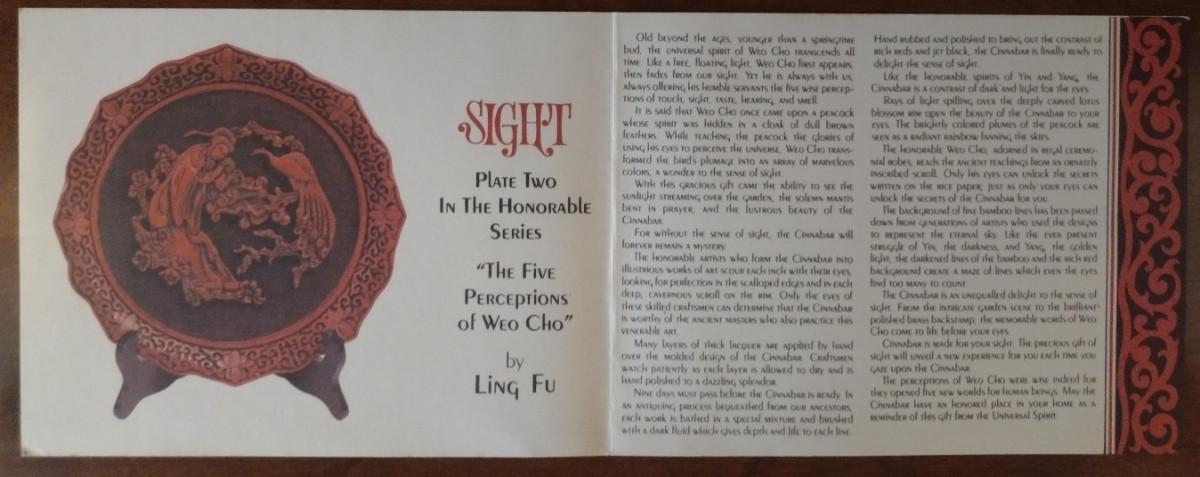 SIGHT
Plate Two
In The Honorable
Series
"The Five
Perceptions
of Weo Cho"
by
Ling Fu
Old beyond the ages, younger than a springtime
bud, the universal spirit of Weo Cho transcends all
time. Like a free, floating light, Weo Cho first appears,
then fades from our sight. Yet he is always with us,
always offering his humble servants the five wise percep-
tions of touch, sight, taste, hearing, and smell.
It is said that Weo Cho once came upon a peacock
whose spirit was hidden in a cloak of dull brown
feathers. While teaching the peacock the glories of
using his eyes to perceive the universe, Weo Cho trans-
formed the bird's plumage into an array of marvelous
colors, a wonder to the sense of sight.
With this gracious gift came the ability to see the
sunlight streaming over the garden, the solemn mantis
bent in prayer, and the lustrous beauty of the
Cinnabar.
For without the sense of sight, the Cinnabar will
forever remain a mystery.
The honorable artists who form the Cinnabar into
illustrious works of art scour each inch with their eyes,
looking for perfection in the scalloped edges and in each
deep, cavernous scroll on the rim. Only the eyes of
these skilled craftsmen can determine that the Cinnabar
is worthy of the ancient masters who also practice this
venerable art.
Many layers of thick lacquer are applied by hand
over the molded design of the Cinnabar. Craftsmen
watch patiently as each layer is allowed to dry and is
hand polished to a dazzling splendor.
Nine days must pass before the Cinnabar is ready. In
an antiquing process bequeathed from our ancestors,
each work is bathed in a special mixture and brushed
with a dark fluid which gives depth and life to each line.
Hand rubbed and polished to bring out the contrast of
rich reds and jet black, the Cinnabar is finally ready to
delight the sense of sight.
Like the honorable spirits of Yin and Yang, the
Cinnabar is a contrast of dark and light for the eyes.
Rays of light spilling over the deeply carved lotus
blossom rim open the beauty of the Cinnabar to your
eyes. The brightly colored plumes of the peacock are
seen as a radiant rainbow fanning the skies.
The honorable Weo Cho, adorned in regal ceremo-
nial robes, reads the ancient teachings from an ornately
inscribed scroll. Only his eyes can unlock the secrets
written on the rice paper, just as only your eyes can
unlock the secrets of the Cinnabar for you.
The background of fine bamboo lines has been passed
down from generations of artists who used the designs
to represent the eternal sky. Like the ever present
struggle of Yin, the darkness, and Yang, the golden
light, the darkened lines of the bamboo and the rich red
background create a maze of lines which even the eyes
find too many to count.
The Cinnabar is an unequalled delight to the sense of
sight. From the intricate garden scene to the brilliant
polished brass backstamp, the memorable words of Weo
Cho come to life before your eyes.
Cinnabar is made for your sight. The precious gift of
sight will unveil a new experience for you each time you
gaze upon the Cinnabar.
The perceptions of Weo Cho were wise indeed for
they opened five new worlds for human beings. May the
Cinnabar have an honored place in your home as a
reminder of this gift from the Universal Spirit.